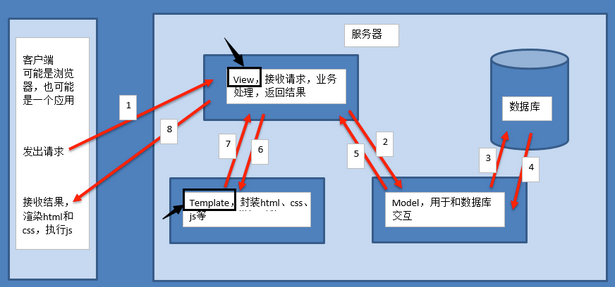 客户端
可能是浏览
器，也可能
是一个应用
发出请求
接收结果，
渲染html和
css，执行js
服务器
View，接收请求，业务
处理，返回结果
数据库
Template，封装html、css、
js等
Model，用于和数据库
交互
1
8
7
6
5
2
3
4